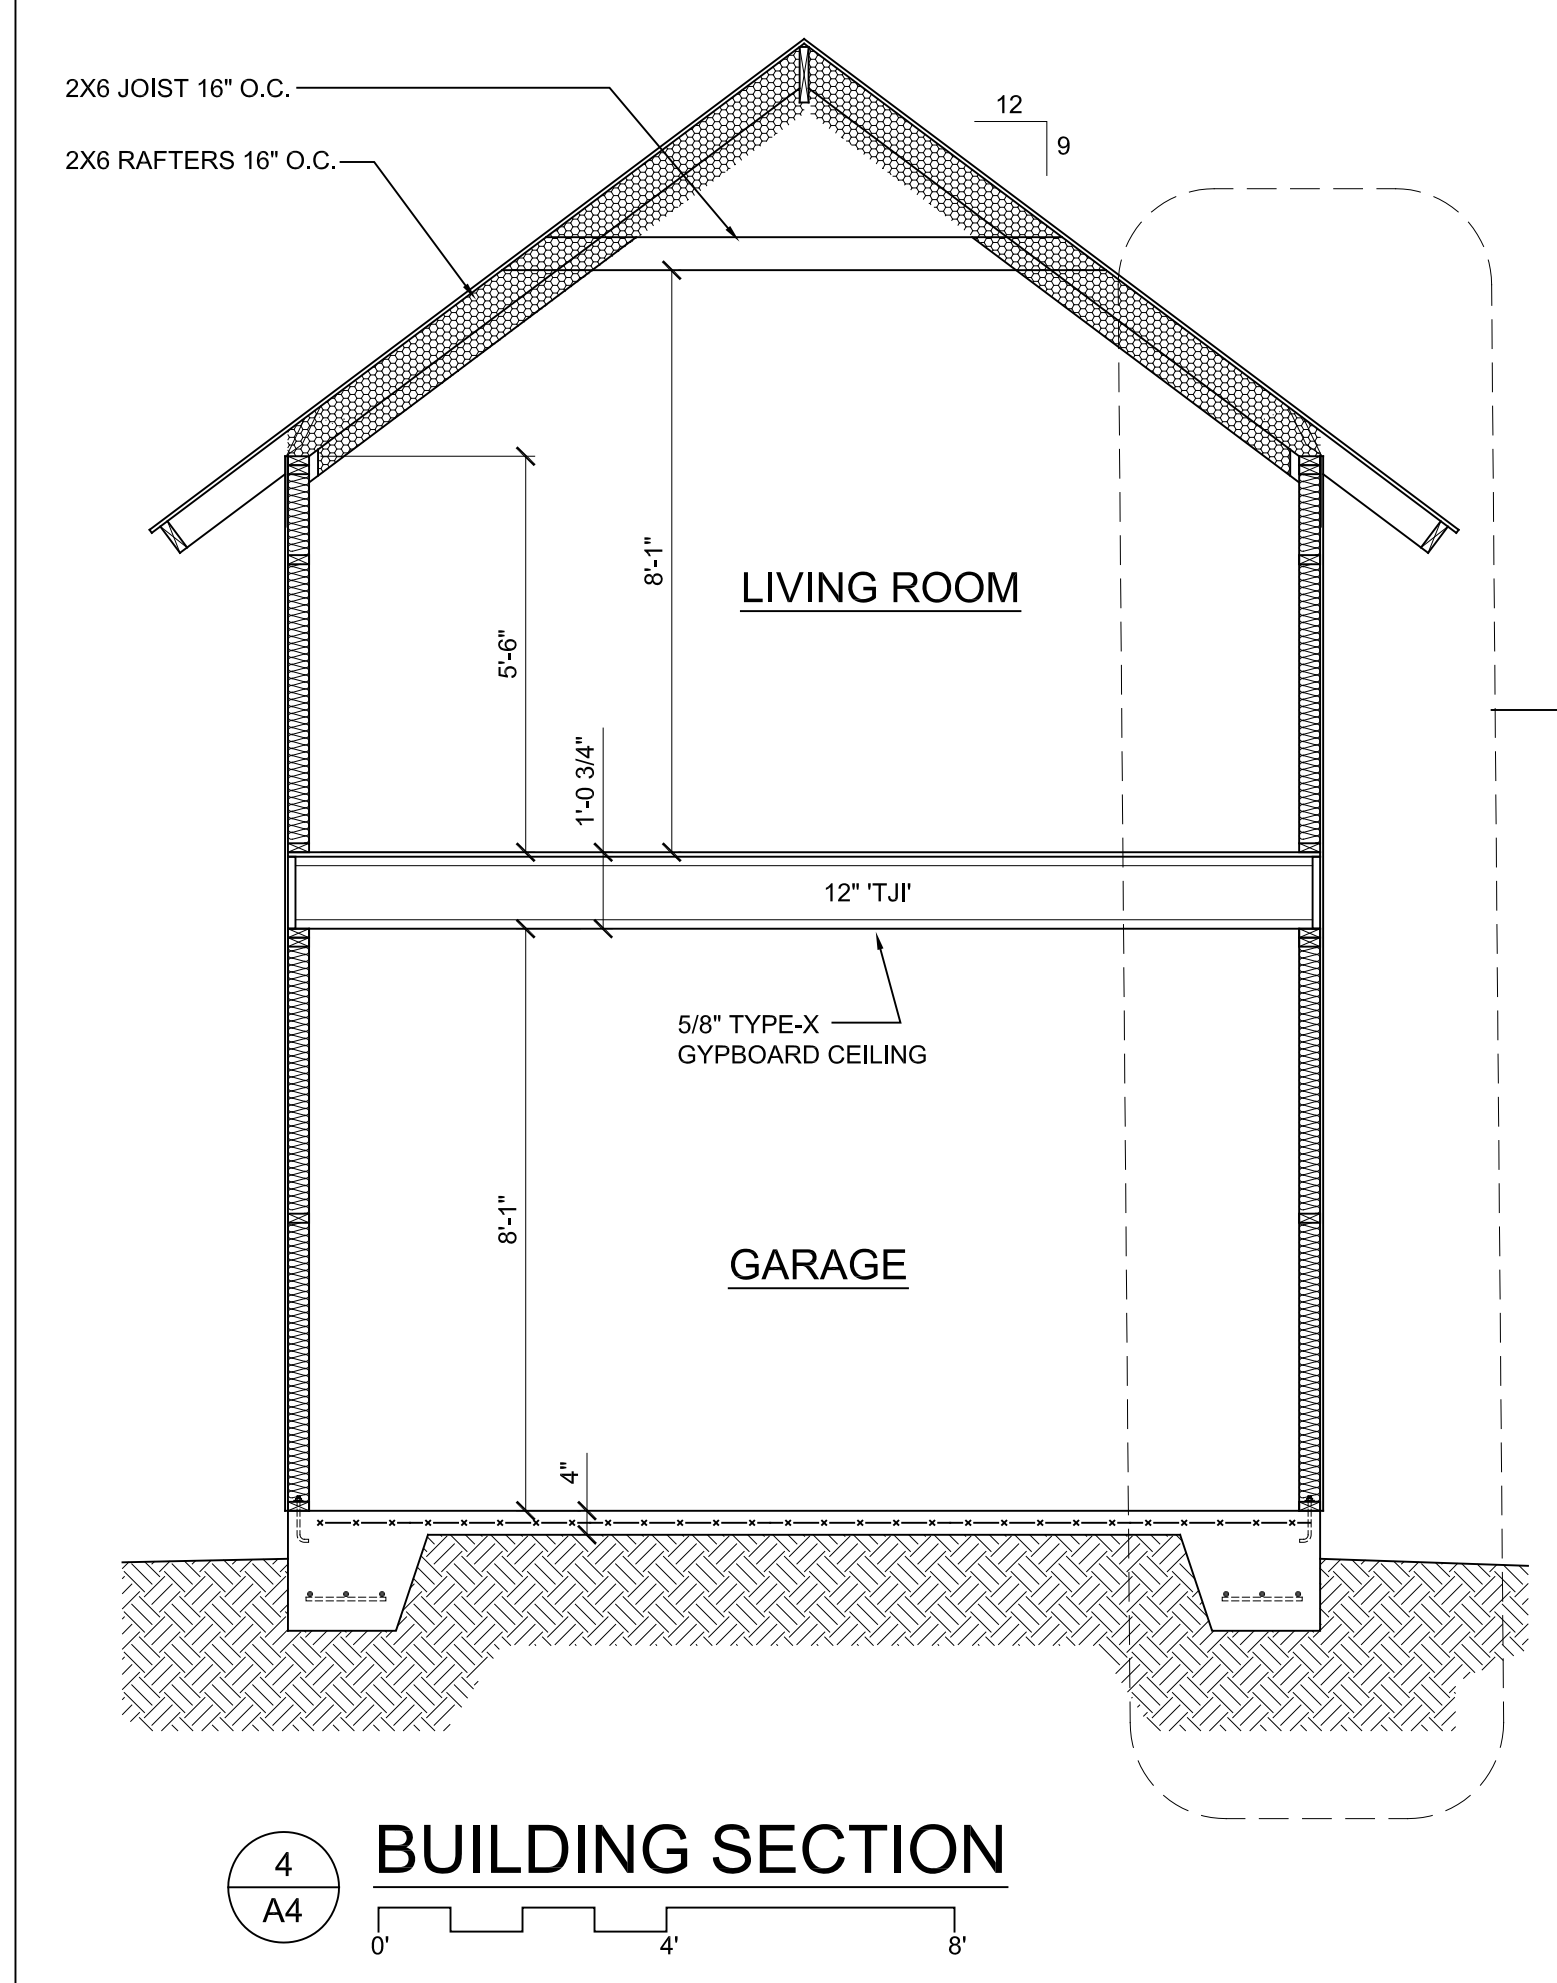 2X6 JOIST 16" O.C.
12
9
2X6 RAFTERS 16" O.C.
8'-1"
LIVING ROOM
5'-6"
1'-0 3/4"
12" 'TJI'
5/8" TYPE-X
GYPBOARD CEILING
8'-1"
GARAGE
4"
4
A4
BUILDING SECTION
0' 4' 8'